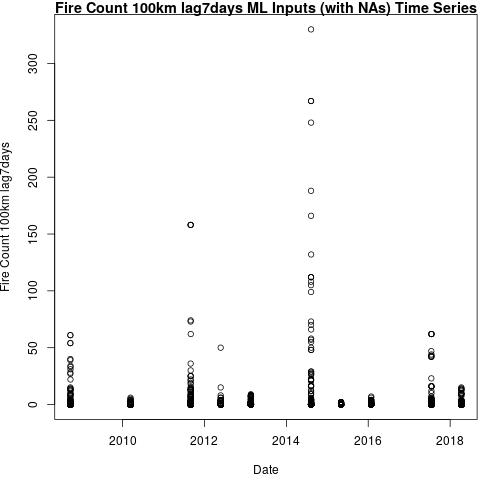 Fire Count 100km lag7days ML Inputs (with NAs) Time Series
Fire Count 100km lag7days
300
250
200
150
100
50
0
2010 2012 2014 2016 2018
Date